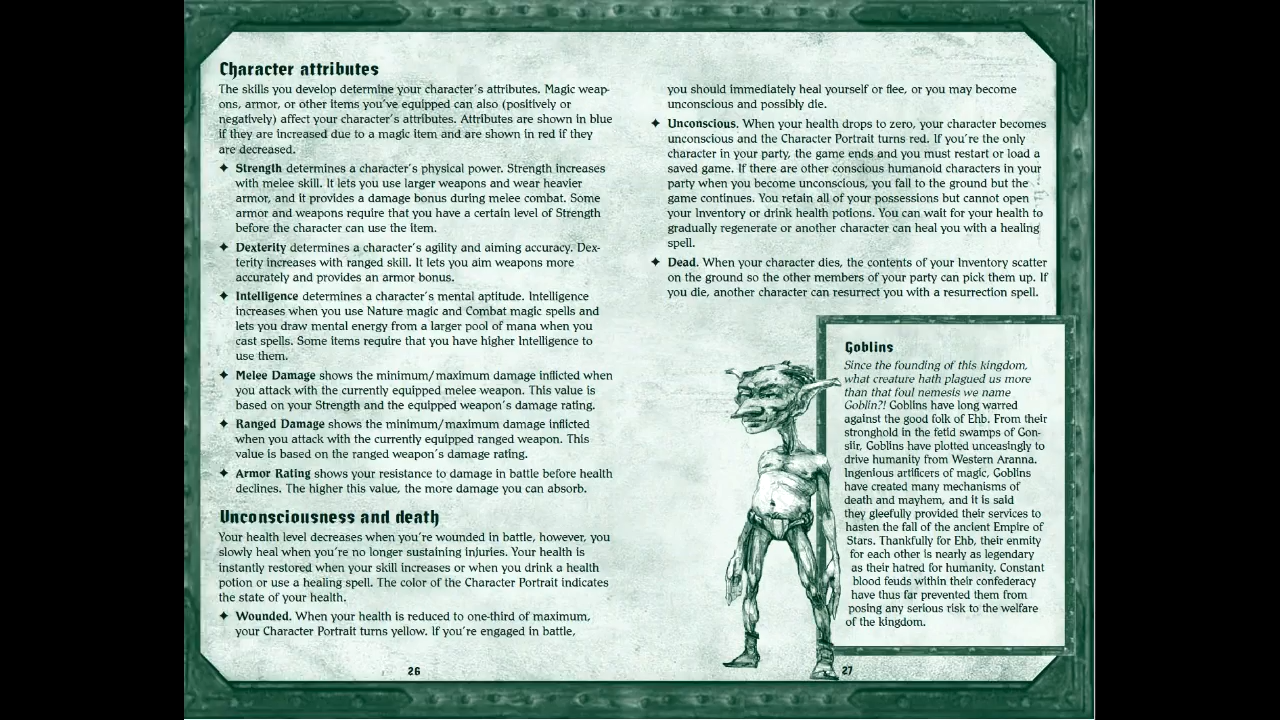 Character attributes
The skills you develop determine your character's attributes. Magic weap-
ons, armor, or other items you've equipped can also (positively or
negatively) affect your character's attributes. Attributes are shown in blue
if they are increased due to a magic item and are shown in red if they
are decreased.
✦ Strength determines a character's physical power. Strength increases
with melee skill. It lets you use larger weapons and wear heavier
armor, and it provides a damage bonus during melee combat. Some
armor and weapons require that you have a certain level of Strength
before the character can use the item.
✦ Dexterity determines a character's agility and aiming accuracy. Dex-
terity increases with ranged skill. It lets you aim weapons more
accurately and provides an armor bonus.
✦ Intelligence determines a character's mental aptitude. Intelligence
increases when you use Nature magic and Combat magic spells and
lets you draw mental energy from a larger pool of mana when you
cast spells. Some items require that you have higher Intelligence to
use them.
✦ Melee Damage shows the minimum/maximum damage inflicted when
you attack with the currently equipped melee weapon. This value is
based on your Strength and the equipped weapon's damage rating.
✦ Ranged Damage shows the minimum/maximum damage inflicted
when you attack with the currently equipped ranged weapon. This
value is based on the ranged weapon's damage rating.
✦ Armor Rating shows your resistance to damage in battle before health
declines. The higher this value, the more damage you can absorb.
Unconsciousness and death
Your health level decreases when you're wounded in battle, however, you
slowly heal when you're no longer sustaining injuries. Your health is
instantly restored when your skill increases or when you drink a health
potion or use a healing spell. The color of the Character Portrait indicates
the state of your health.
✦ Wounded. When your health is reduced to one-third of maximum,
your Character Portrait turns yellow. If you're engaged in battle,
26
you should immediately heal yourself or flee, or you may become
unconscious and possibly die.
✦ Unconscious. When your health drops to zero, your character becomes
unconscious and the Character Portrait turns red. If you're the only
character in your party, the game ends and you must restart or load a
saved game. If there are other conscious humanoid characters in your
party when you become unconscious, you fall to the ground but the
game continues. You retain all of your possessions but cannot open
your Inventory or drink health potions. You can wait for your health to
gradually regenerate or another character can heal you with a healing
spell.
✦ Dead. When your character dies, the contents of your Inventory scatter
on the ground so the other members of your party can pick them up. If
you die, another character can resurrect you with a resurrection spell.
Goblins
Since the founding of this kingdom,
what creature hath plagued us more
than that foul nemesis we name
Goblin?! Goblins have long warred
against the good folk of Ehb. From their
stronghold in the fetid swamps of Gon-
siir, Goblins have plotted unceasingly to
drive humanity from Western Aranna.
Ingenious artificers of magic, Goblins
have created many mechanisms of
death and mayhem, and it is said
they gleefully provided their services to
hasten the fall of the ancient Empire of
Stars. Thankfully for Ehb, their enmity
for each other is nearly as legendary
as their hatred for humanity. Constant
blood feuds within their confederacy
have thus far prevented them from
posing any serious risk to the welfare
of the kingdom.
27